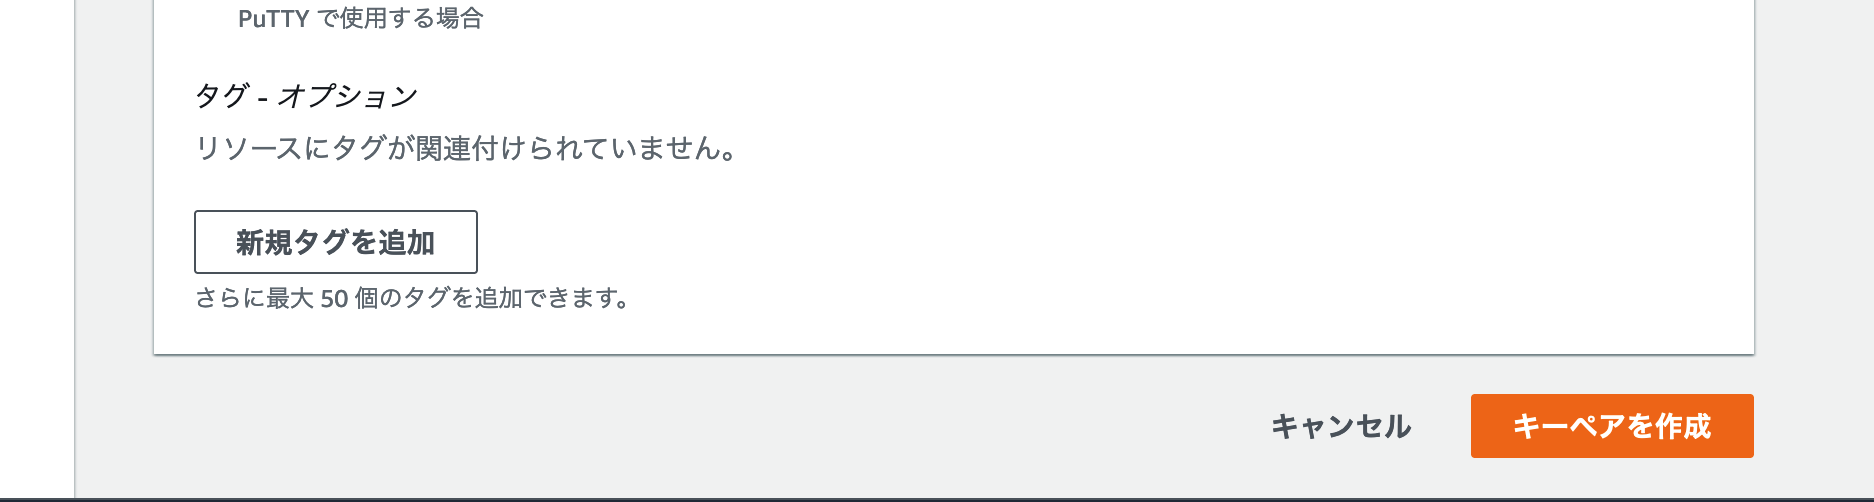 PuTTY で使用する場合
タグ - オプション
リソースにタグが関連付けられていません。
新規タグを追加
さらに最大 50 個のタグを追加できます。
キャンセル
キーペアを作成